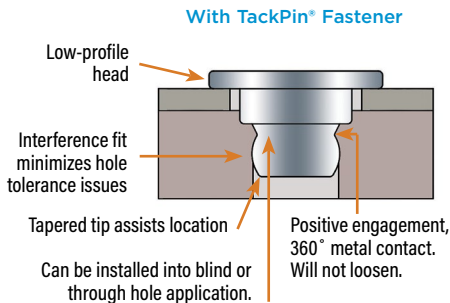 With TackPin® Fastener
Low-profile
head
Interference fit
minimizes hole
tolerance issues
Tapered tip assists location
Can be installed into blind or
through hole application.
Positive engagement,
360˚ metal contact.
Will not loosen.